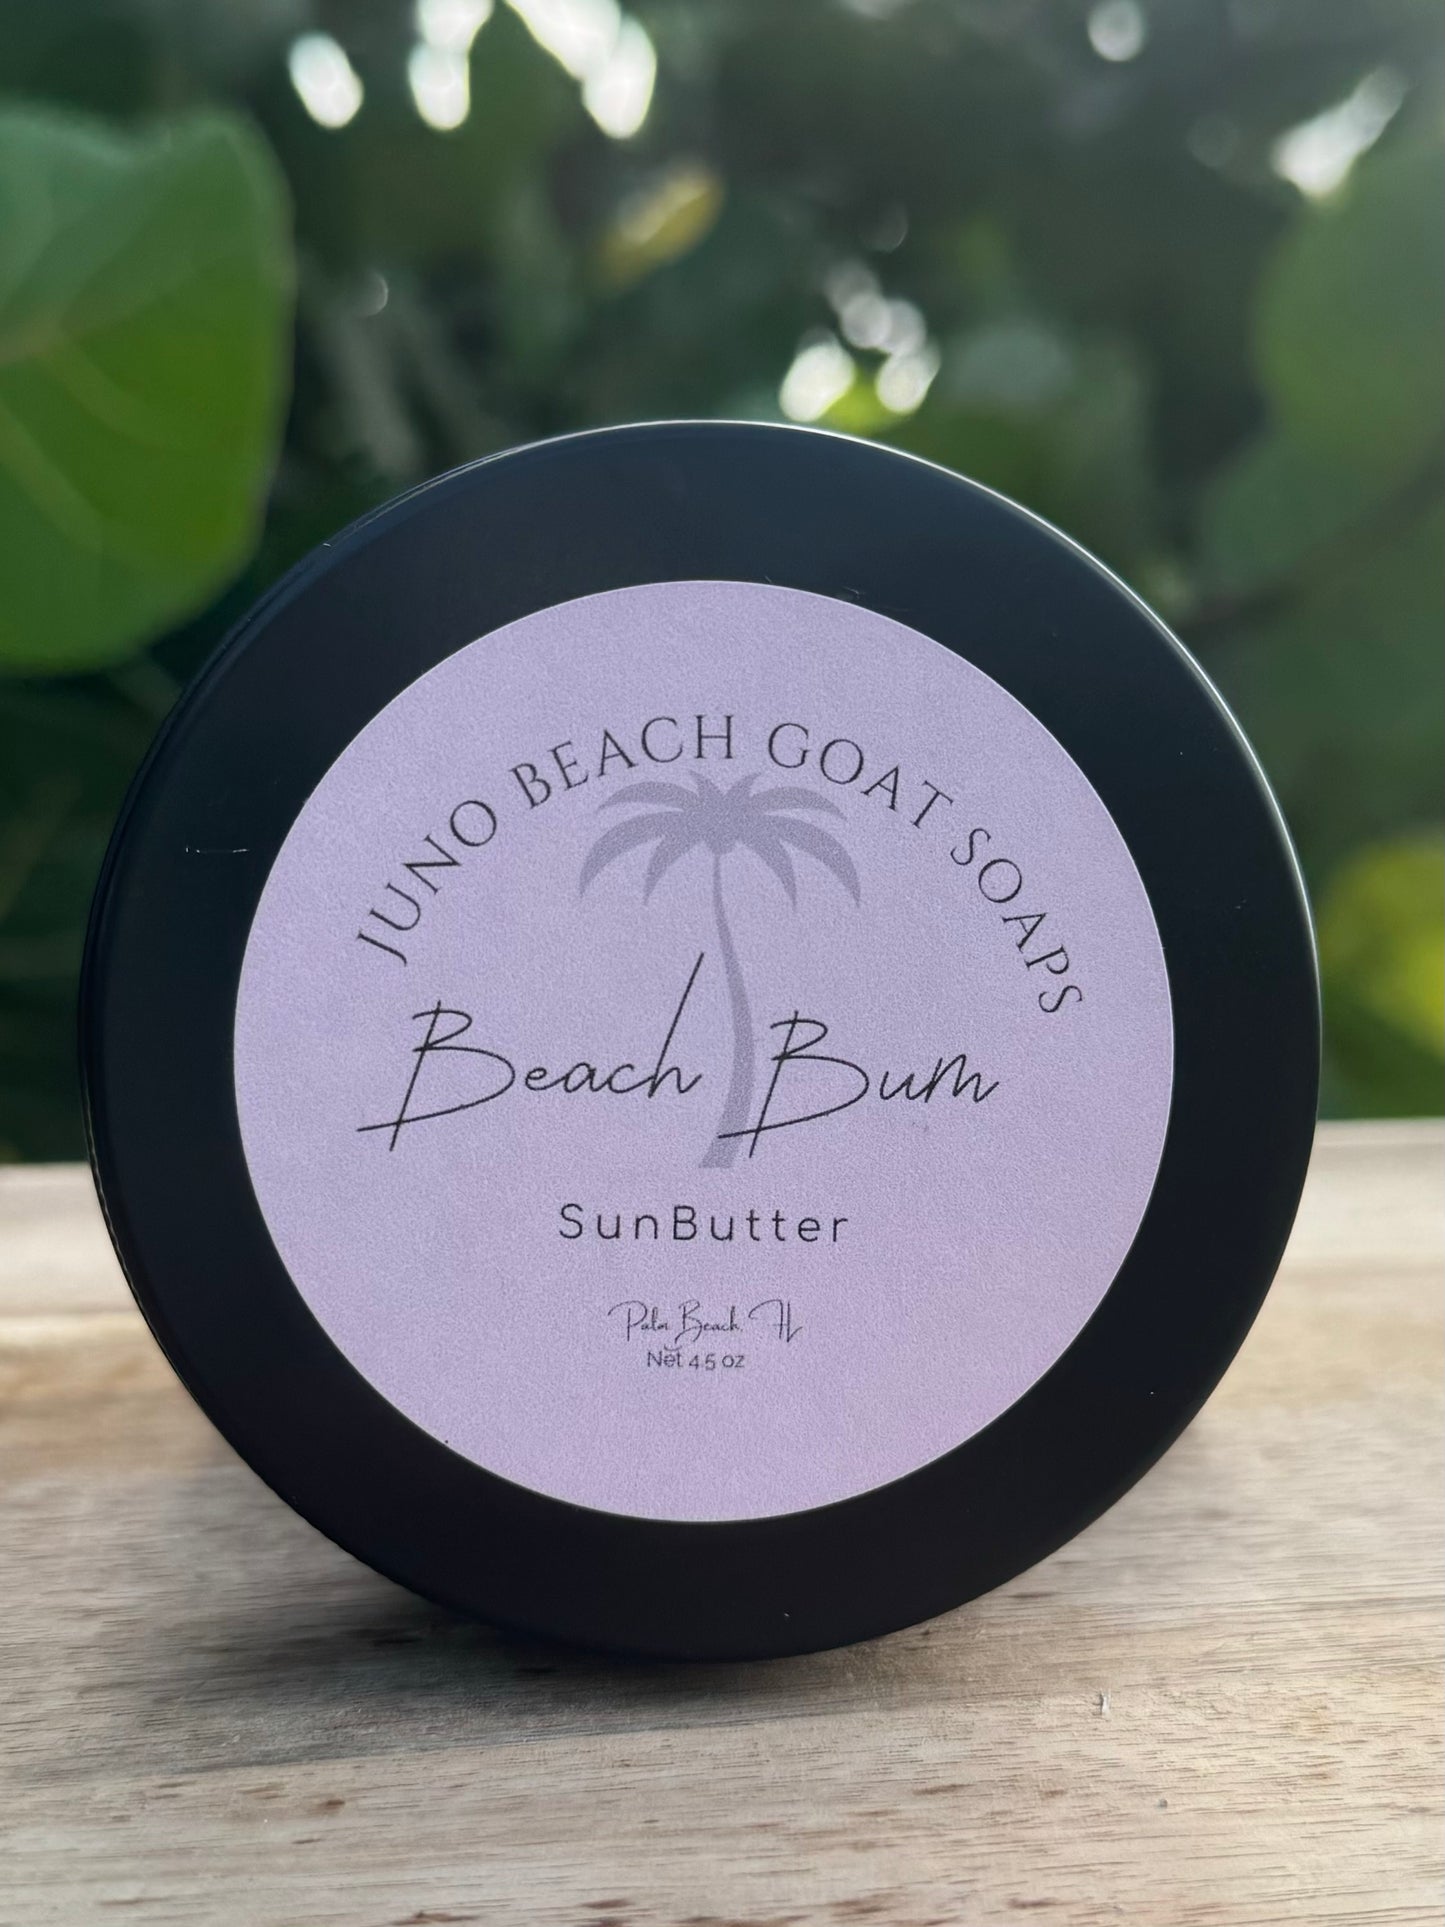 JUNO BEACH GOAT SOAPS
Beach Bum
SunButter
Palm Beach, FL
Net 4.5 oz